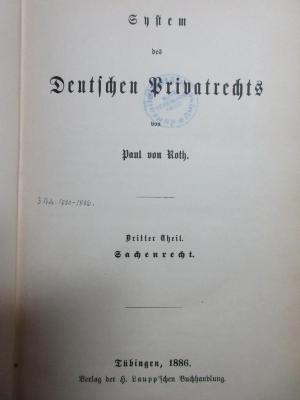 System
des
Deutschen Privatrechts
von
Paul von Roth.
Dritter Theil.
Sachenrecht.
Tübingen, 1886.
Verlag der H. Laupp'schen Buchhandlung.